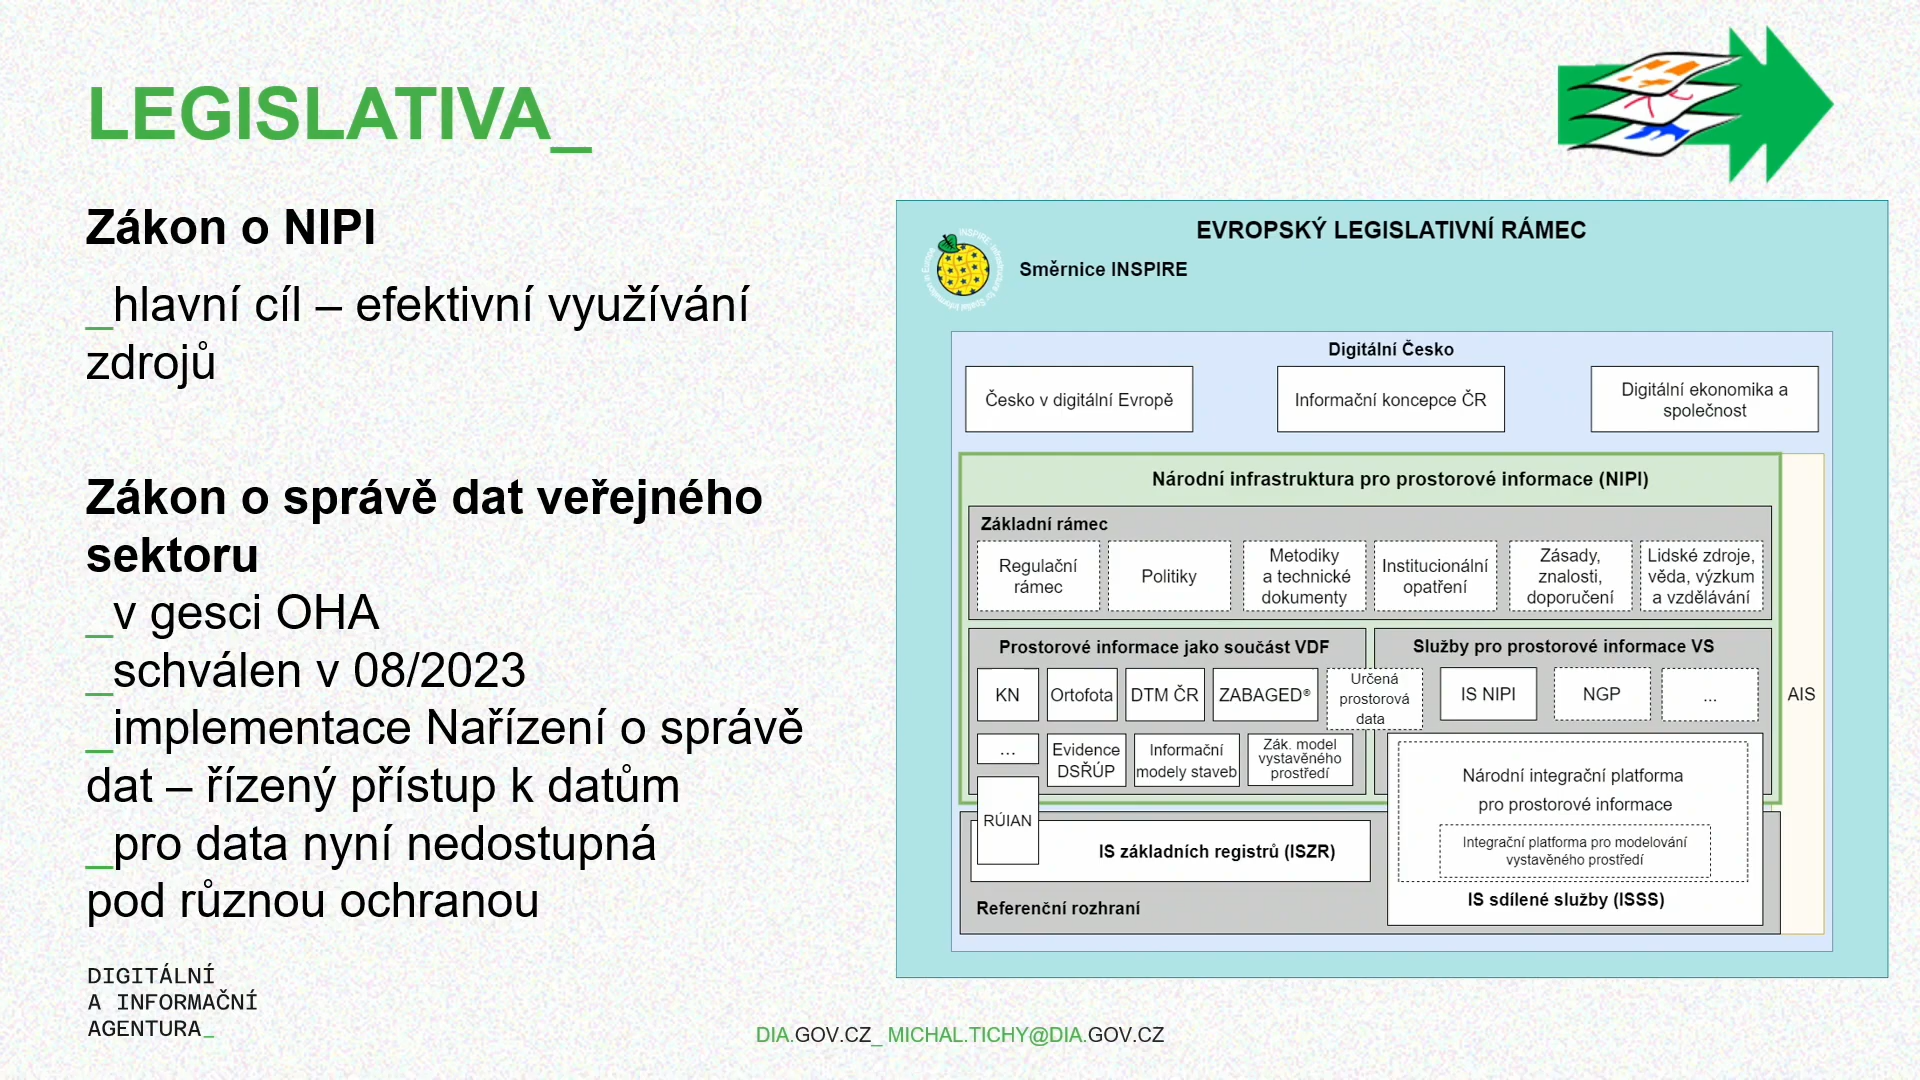 LEGISLATIVA_
Zákon o NIPI
_hlavní cíl – efektivní využívání
zdrojů
Zákon o správě dat veřejného
sektoru
_v gesci OHA
_schválen v 08/2023
_implementace Nařízení o správě
dat – řízený přístup k datům
_pro data nyní nedostupná
pod různou ochranou
EVROPSKÝ LEGISLATIVNÍ RÁMEC
INSPIRE: Infrastructure for Spatial Information in Europe
Směrnice INSPIRE
Digitální Česko
Česko v digitální Evropě
Informační koncepce ČR
Digitální ekonomika a
společnost
Národní infrastruktura pro prostorové informace (NIPI)
Základní rámec
Regulační
rámec
Politiky
Metodiky
a technické
dokumenty
Institucionální
opatření
Zásady,
znalosti,
doporučení
Lidské zdroje,
věda, výzkum
a vzdělávání
Prostorové informace jako součást VDF
KN
Ortofota
DTM ČR
ZABAGED®
Určená
prostorová
data
...
Evidence
DSŘÚP
Informační
modely staveb
Zák. model
vystavěného
prostředí
Služby pro prostorové informace VS
IS NIPI
NGP
...
AIS
Národní integrační platforma
pro prostorové informace
Integrační platforma pro modelování
vystavěného prostředí
IS sdílené služby (ISSS)
RÚIAN
IS základních registrů (ISZR)
Referenční rozhraní
DIGITÁLNÍ
A INFORMAČNÍ
AGENTURA_
DIA.GOV.CZ_ MICHAL.TICHY@DIA.GOV.CZ